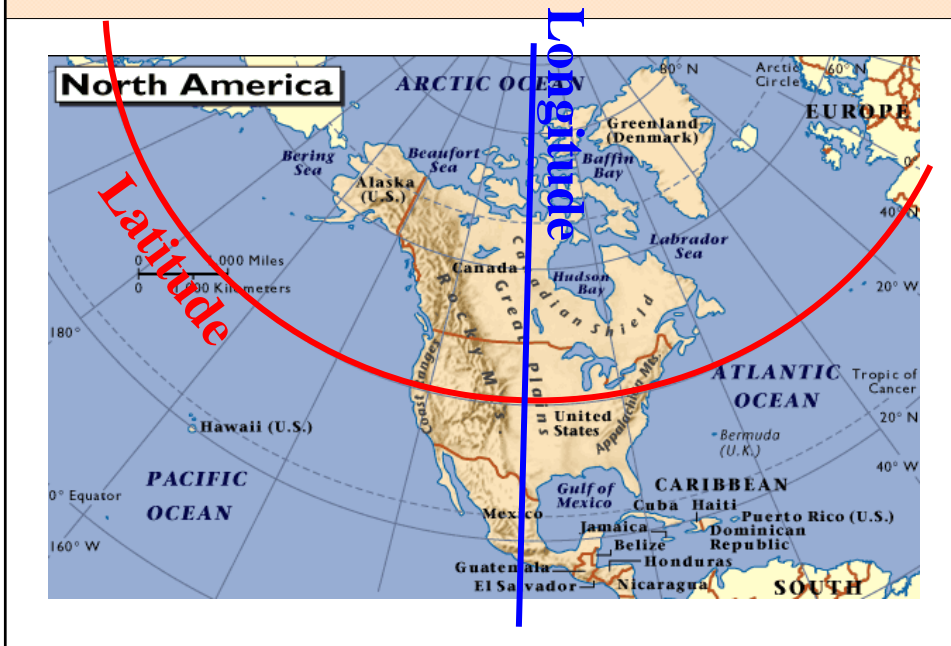 Longitude
North America
ARCTIC OCEAN
80° N
Arctic
Circle
60° N
EUROPE
Greenland
(Denmark)
Bering
Sea
Beaufort
Sea
Baffin
Bay
0°
Alaska
(U.S.)
Latitude
40° N
Labrador
Sea
Canada
Hudson
Bay
Canadian Shield
0
1,000 Miles
0
1,000 Kilometers
20° W
Rocky Mts.
Great Plains
180°
Coast Ranges
Appalachian Mts.
ATLANTIC
OCEAN
Tropic of
Cancer
20° N
United
States
Hawaii (U.S.)
Bermuda
(U.K.)
40° W
PACIFIC
OCEAN
0° Equator
Gulf of
Mexico
CARIBBEAN
Mexico
Cuba
Haiti
Puerto Rico (U.S.)
Jamaica
Dominican
Republic
160° W
Belize
Guatemala
Honduras
El Salvador
Nicaragua
SOUTH